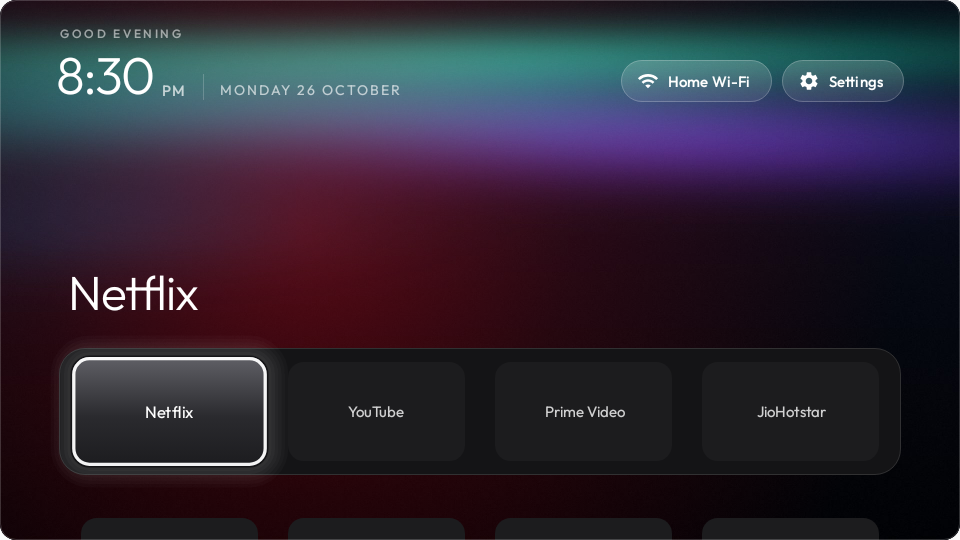 GOOD EVENING
8:30 PM
MONDAY 26 OCTOBER
Home Wi-Fi
Settings
Netflix
Netflix
YouTube
Prime Video
JioHotstar